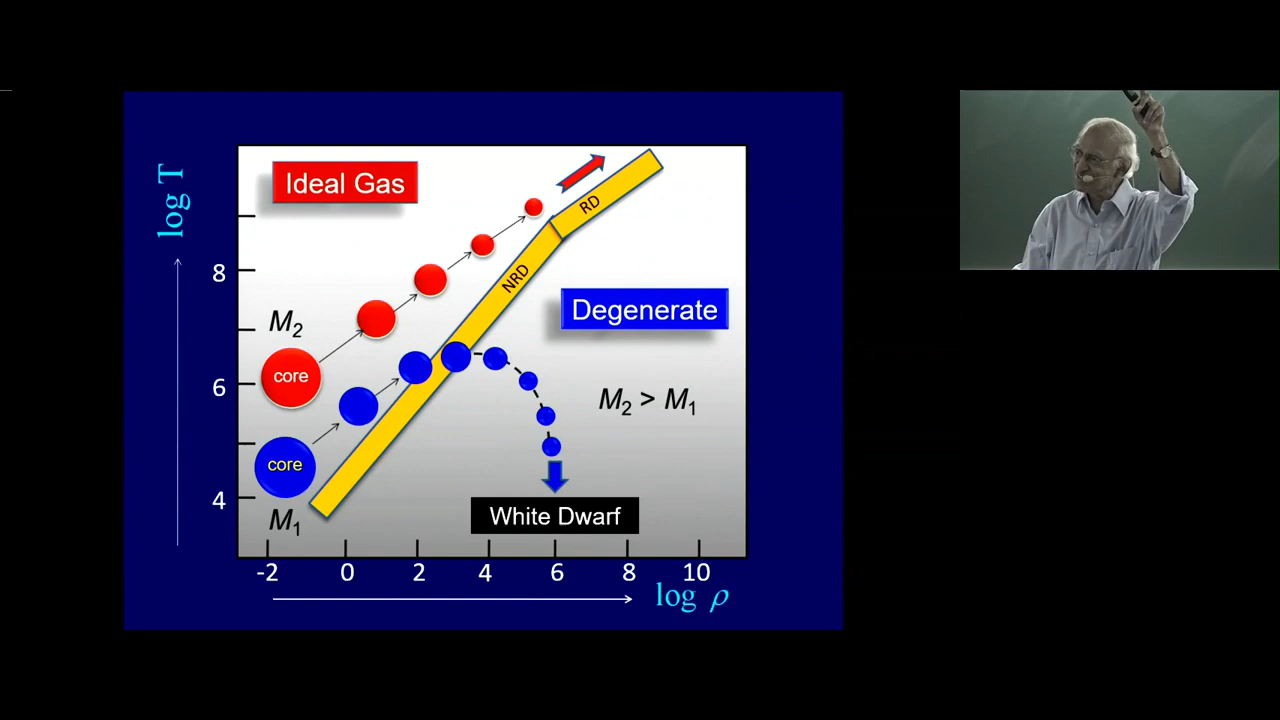 log T
Ideal Gas
RD
NRD
8
Degenerate
M₂
core
6
M₂ > M₁
core
4
White Dwarf
M₁
-2 0 2 4 6 8 10
log ρ